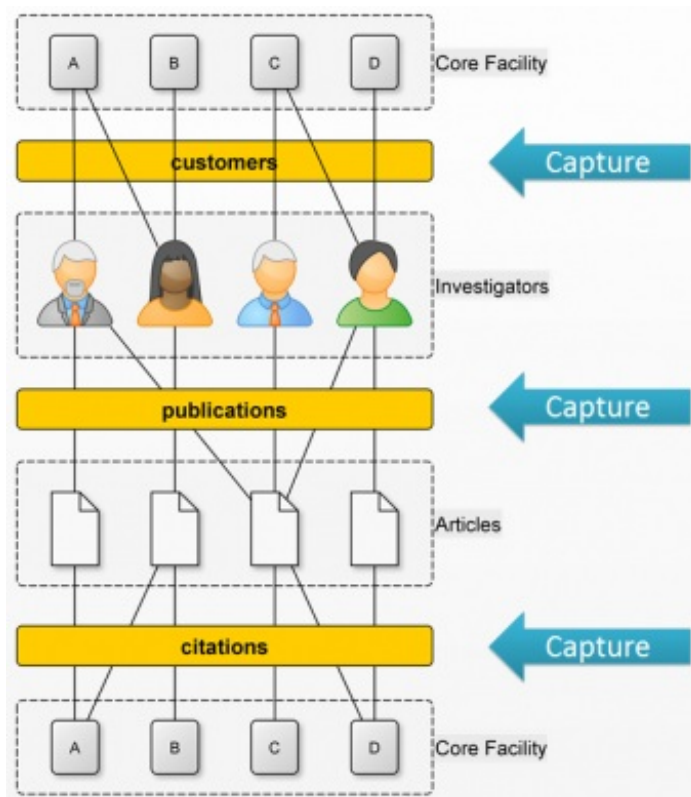 A B C D Core Facility
customers Capture
Investigators
publications Capture
Articles
citations Capture
A B C D Core Facility